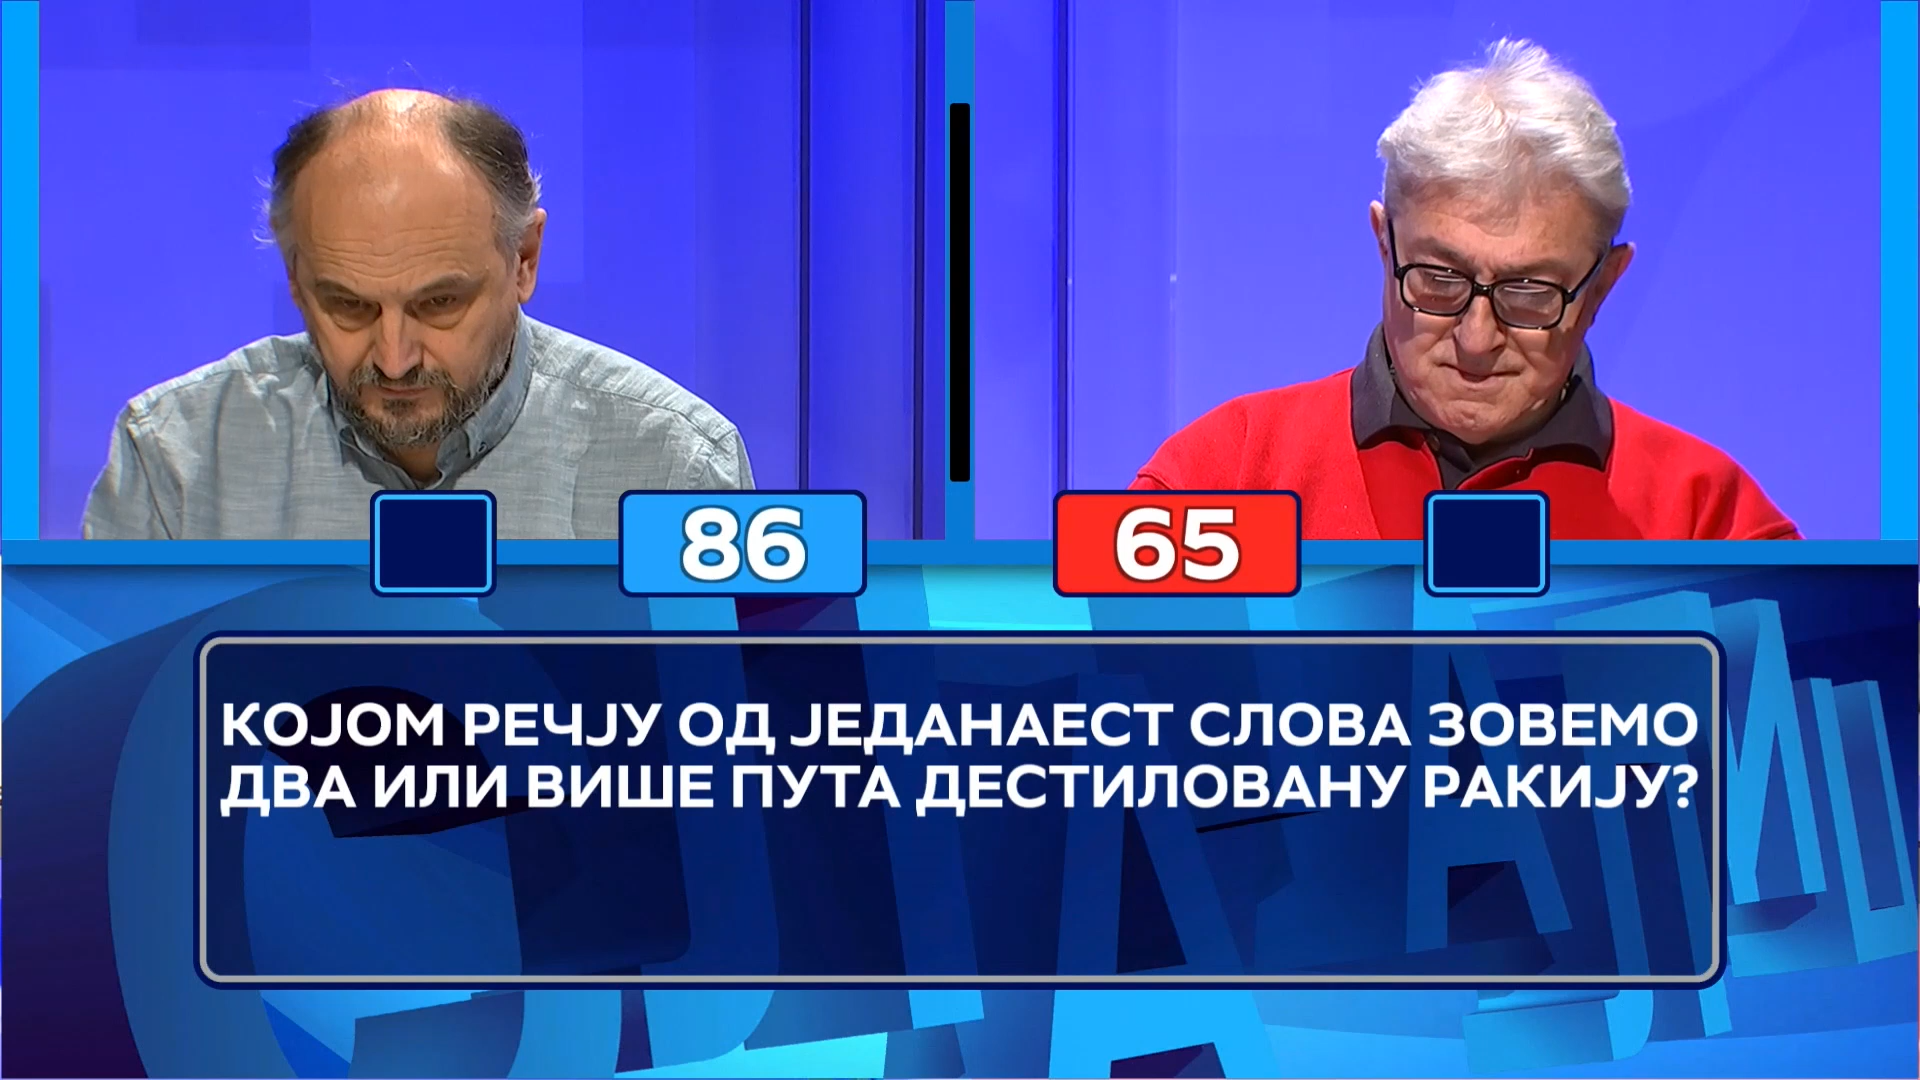 86
65
КОЈОМ РЕЧЈУ ОД ЈЕДАНАЕСТ СЛОВА ЗОВЕМО
ДВА ИЛИ ВИШЕ ПУТА ДЕСТИЛОВАНУ РАКИЈУ?